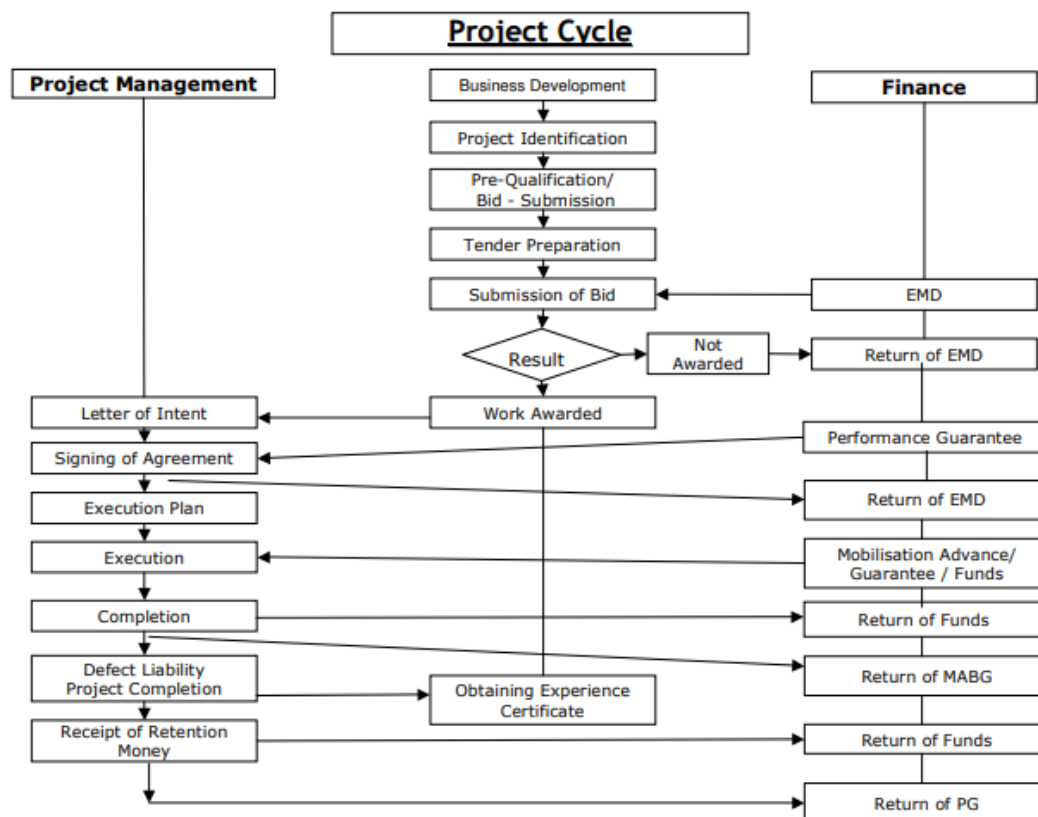 Project Cycle
Project Management
Business Development
Finance
Project Identification
Pre-Qualification/
Bid - Submission
Tender Preparation
Submission of Bid
EMD
Result
Not
Awarded
Return of EMD
Letter of Intent
Work Awarded
Performance Guarantee
Signing of Agreement
Return of EMD
Execution Plan
Execution
Mobilisation Advance/
Guarantee / Funds
Completion
Return of Funds
Defect Liability
Project Completion
Return of MABG
Obtaining Experience
Certificate
Receipt of Retention
Money
Return of Funds
Return of PG